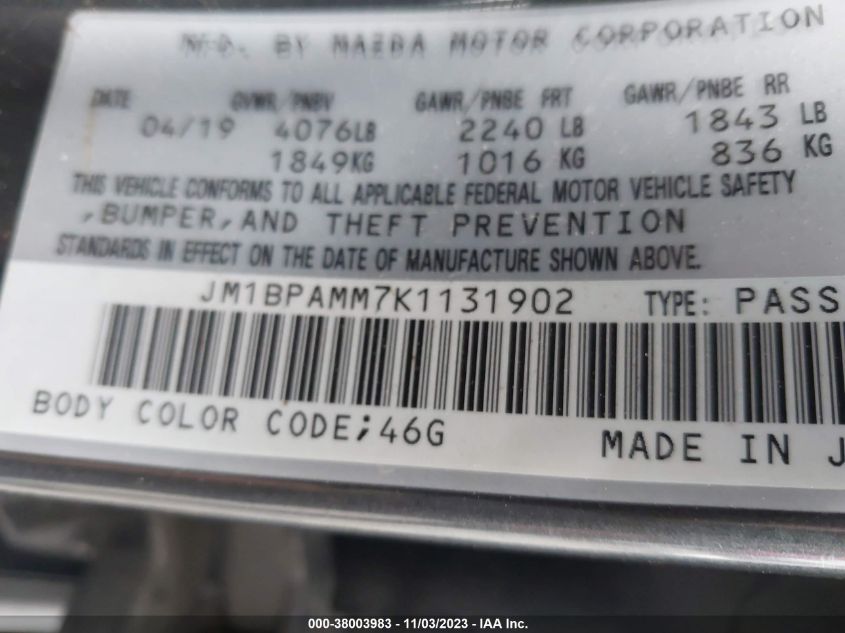 MFD. BY MAZDA MOTOR CORPORATION
DATE GVWR/PNBV GAWR/PNBE FRT GAWR/PNBE RR
04/19 4076LB 2240 LB 1843 LB
1849KG 1016 KG 836 KG
THIS VEHICLE CONFORMS TO ALL APPLICABLE FEDERAL MOTOR VEHICLE SAFETY
,BUMPER,AND THEFT PREVENTION
STANDARDS IN EFFECT ON THE DATE OF MANUFACTURE SHOWN ABOVE.
JM1BPAMM7K1131902 TYPE: PASS
BODY COLOR CODE;46G
MADE IN J
000-38003983 - 11/03/2023 - IAA Inc.